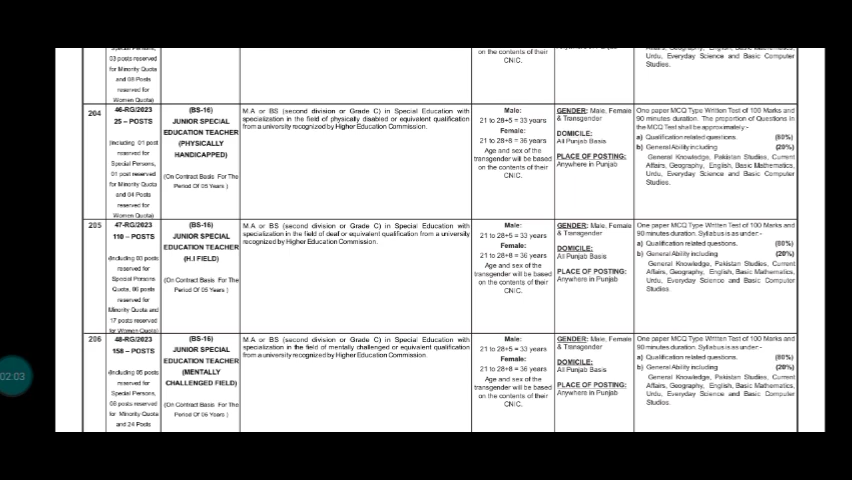 Special Persons,
03 posts reserved
for Minority Quota
and 08 Posts
reserved for
Women Quota)
on the contents of their
CNIC.
Affairs, Geography, English, Basic Mathematics,
Urdu, Everyday Science and Basic Computer
Studies.
204
46-RG/2023
25 – POSTS
(Including 01 post
reserved for
Special Persons,
01 post reserved
for Minority Quota
and 04 Posts
reserved for
Women Quota)
(BS-16)
JUNIOR SPECIAL
EDUCATION TEACHER
(PHYSICALLY
HANDICAPPED)
(On Contract Basis For The
Period Of 05 Years )
M.A or BS (second division or Grade C) in Special Education with
specialization in the field of physically disabled or equivalent qualification
from a university recognized by Higher Education Commission.
Male:
21 to 28+5 = 33 years
Female:
21 to 28+8 = 36 years
Age and sex of the
transgender will be based
on the contents of their
CNIC.
GENDER: Male, Female
& Transgender
DOMICILE:
All Punjab Basis
PLACE OF POSTING:
Anywhere in Punjab
One paper MCQ Type Written Test of 100 Marks and
90 minutes duration. The proportion of Questions in
the MCQ Test shall be approximately:-
a) Qualification related questions. (80%)
b) General Ability including (20%)
General Knowledge, Pakistan Studies, Current
Affairs, Geography, English, Basic Mathematics,
Urdu, Everyday Science and Basic Computer
Studies.
205
47-RG/2023
110 – POSTS
(Including 03 posts
reserved for
Special Persons
Quota, 06 posts
reserved for
Minority Quota and
17 posts reserved
for Women Quota)
(BS-16)
JUNIOR SPECIAL
EDUCATION TEACHER
(H.I FIELD)
(On Contract Basis For The
Period Of 05 Years )
M.A or BS (second division or Grade C) in Special Education with
specialization in the field of deaf or equivalent qualification from a university
recognized by Higher Education Commission.
Male:
21 to 28+5 = 33 years
Female:
21 to 28+8 = 36 years
Age and sex of the
transgender will be based
on the contents of their
CNIC.
GENDER: Male, Female
& Transgender
DOMICILE:
All Punjab Basis
PLACE OF POSTING:
Anywhere in Punjab
One paper MCQ Type Written Test of 100 Marks and
90 minutes duration. Syllabus is as under:-
a) Qualification related questions. (80%)
b) General Ability including (20%)
General Knowledge, Pakistan Studies, Current
Affairs, Geography, English, Basic Mathematics,
Urdu, Everyday Science and Basic Computer
Studies.
206
48-RG/2023
158 – POSTS
(Including 05 posts
reserved for
Special Persons,
08 posts reserved
for Minority Quota
and 24 Posts
(BS-16)
JUNIOR SPECIAL
EDUCATION TEACHER
(MENTALLY
CHALLENGED FIELD)
(On Contract Basis For The
Period Of 05 Years )
M.A or BS (second division or Grade C) in Special Education with
specialization in the field of mentally challenged or equivalent qualification
from a university recognized by Higher Education Commission.
Male:
21 to 28+5 = 33 years
Female:
21 to 28+8 = 36 years
Age and sex of the
transgender will be based
on the contents of their
CNIC.
GENDER: Male, Female
& Transgender
DOMICILE:
All Punjab Basis
PLACE OF POSTING:
Anywhere in Punjab
One paper MCQ Type Written Test of 100 Marks and
90 minutes duration. Syllabus is as under:-
a) Qualification related questions. (80%)
b) General Ability including (20%)
General Knowledge, Pakistan Studies, Current
Affairs, Geography, English, Basic Mathematics,
Urdu, Everyday Science and Basic Computer
Studies.
02:03